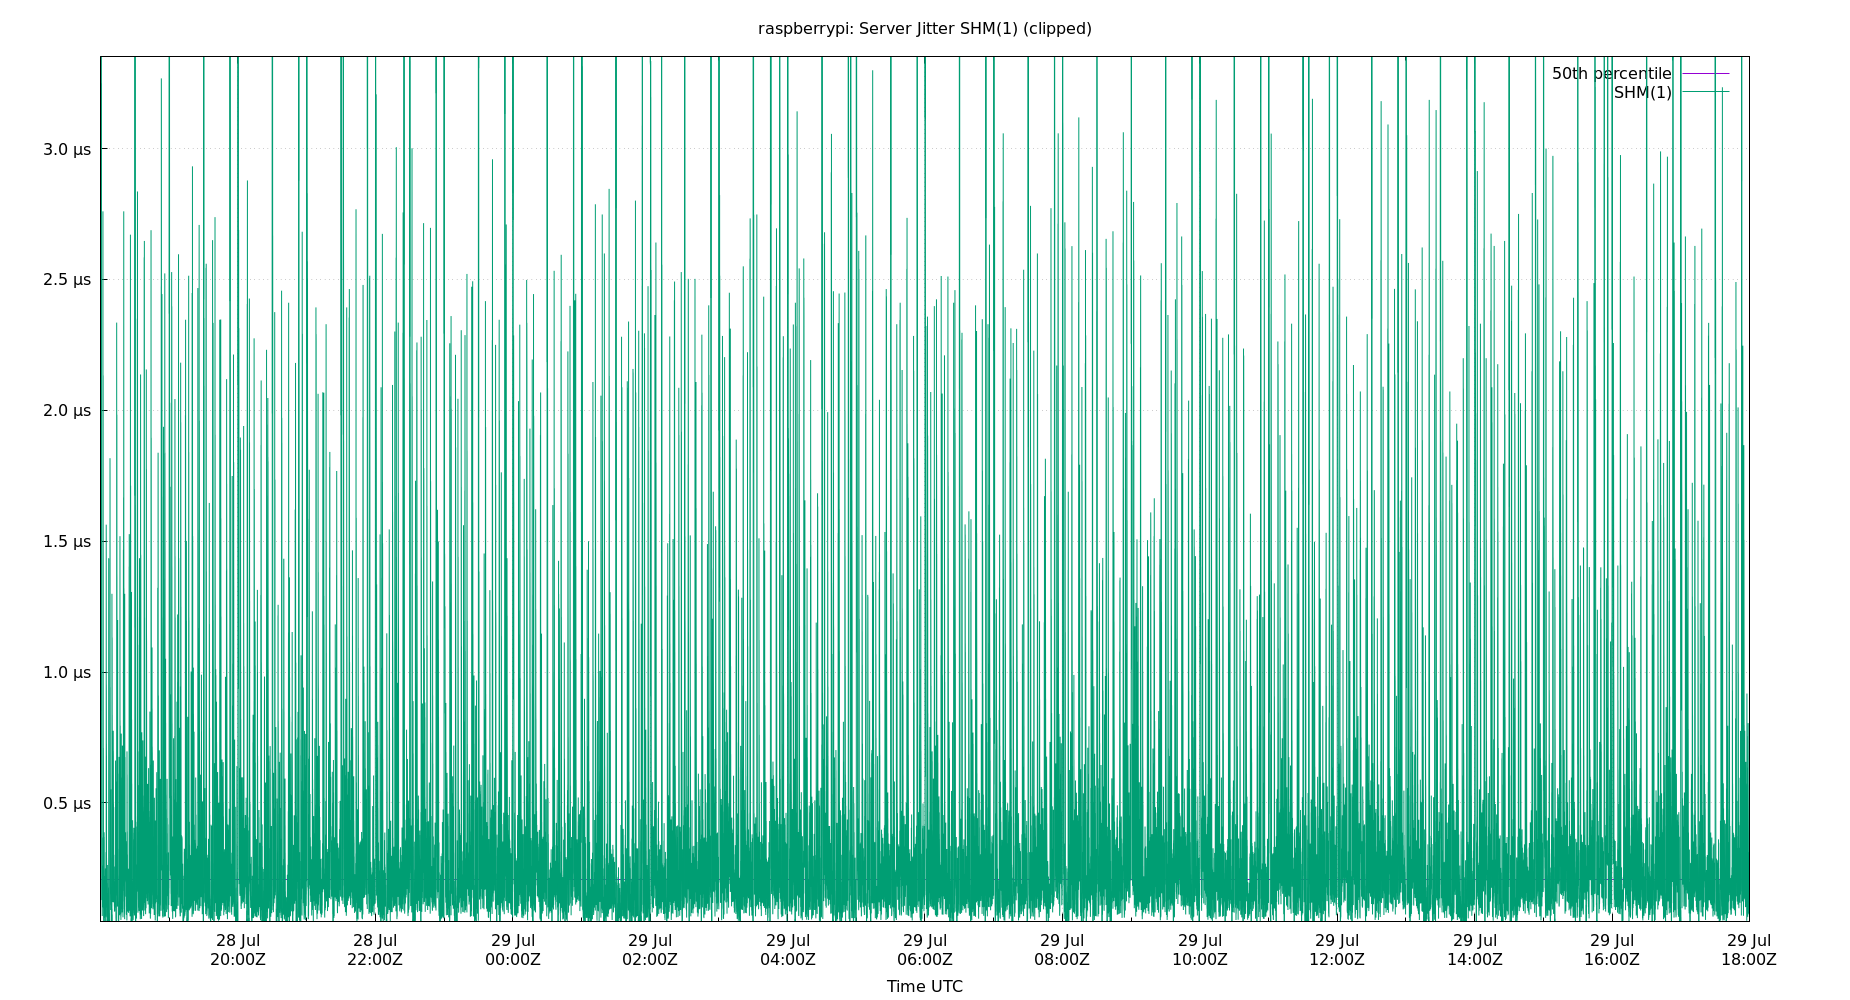 raspberrypi: Server Jitter SHM(1) (clipped)
50th percentile
SHM(1)
3.0 µs
2.5 µs
2.0 µs
1.5 µs
1.0 µs
0.5 µs
28 Jul 28 Jul 29 Jul 29 Jul 29 Jul 29 Jul 29 Jul 29 Jul 29 Jul 29 Jul 29 Jul 29 Jul
20:00Z 22:00Z 00:00Z 02:00Z 04:00Z 06:00Z 08:00Z 10:00Z 12:00Z 14:00Z 16:00Z 18:00Z
Time UTC